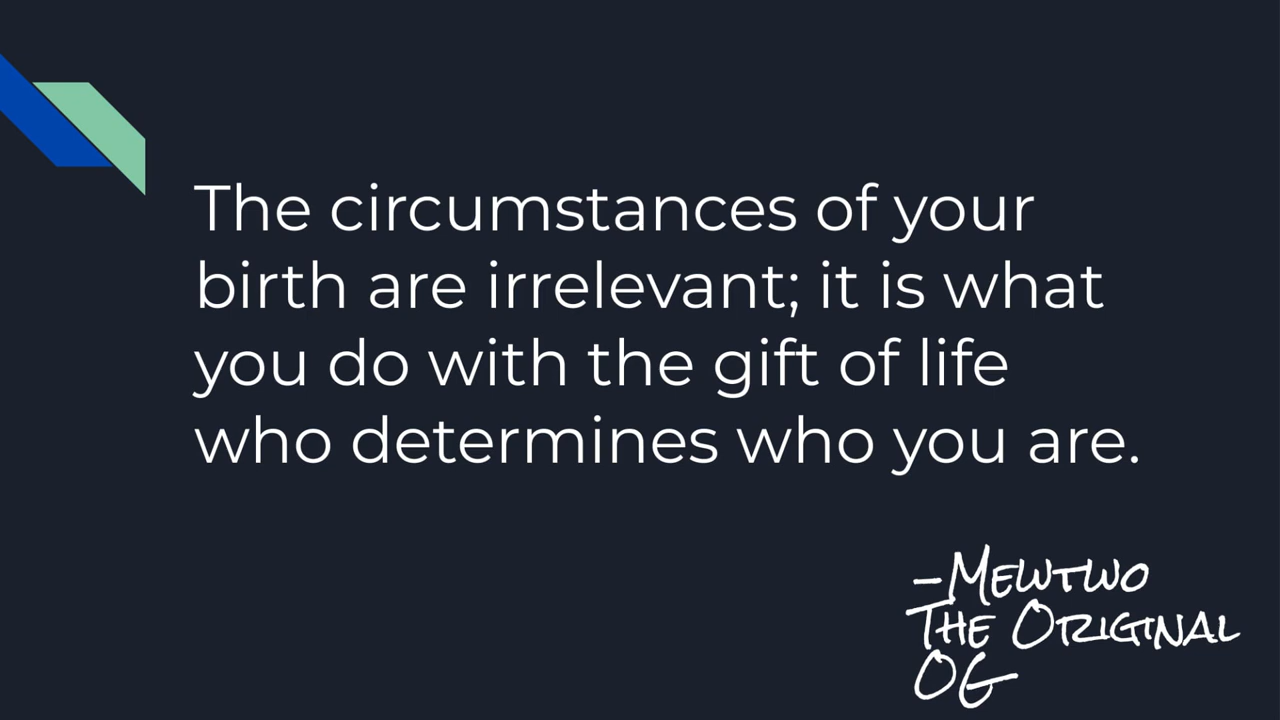 The circumstances of your
birth are irrelevant; it is what
you do with the gift of life
who determines who you are.
–Mewtwo
The Original
OG